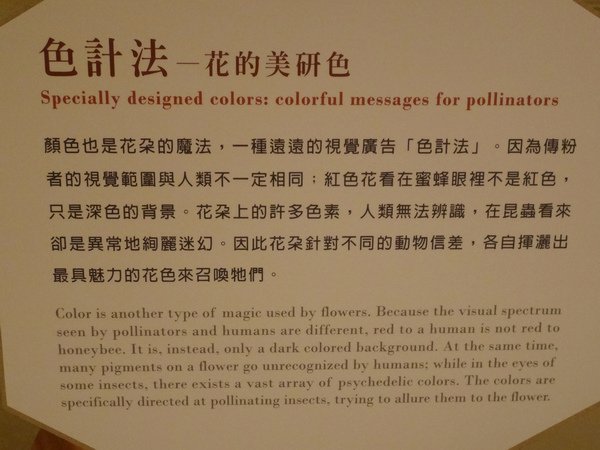 色計法—花的美研色
Specially designed colors: colorful messages for pollinators
顏色也是花朵的魔法，一種遠遠的視覺廣告「色計法」。因為傳粉
者的視覺範圍與人類不一定相同；紅色花看在蜜蜂眼裡不是紅色，
只是深色的背景。花朵上的許多色素，人類無法辨識，在昆蟲看來
卻是異常地絢麗迷幻。因此花朵針對不同的動物信差，各自揮灑出
最具魅力的花色來召喚牠們。
Color is another type of magic used by flowers. Because the visual spectrum
seen by pollinators and humans are different, red to a human is not red to
honeybee. It is, instead, only a dark colored background. At the same time,
many pigments on a flower go unrecognized by humans; while in the eyes of
some insects, there exists a vast array of psychedelic colors. The colors are
specifically directed at pollinating insects, trying to allure them to the flower.